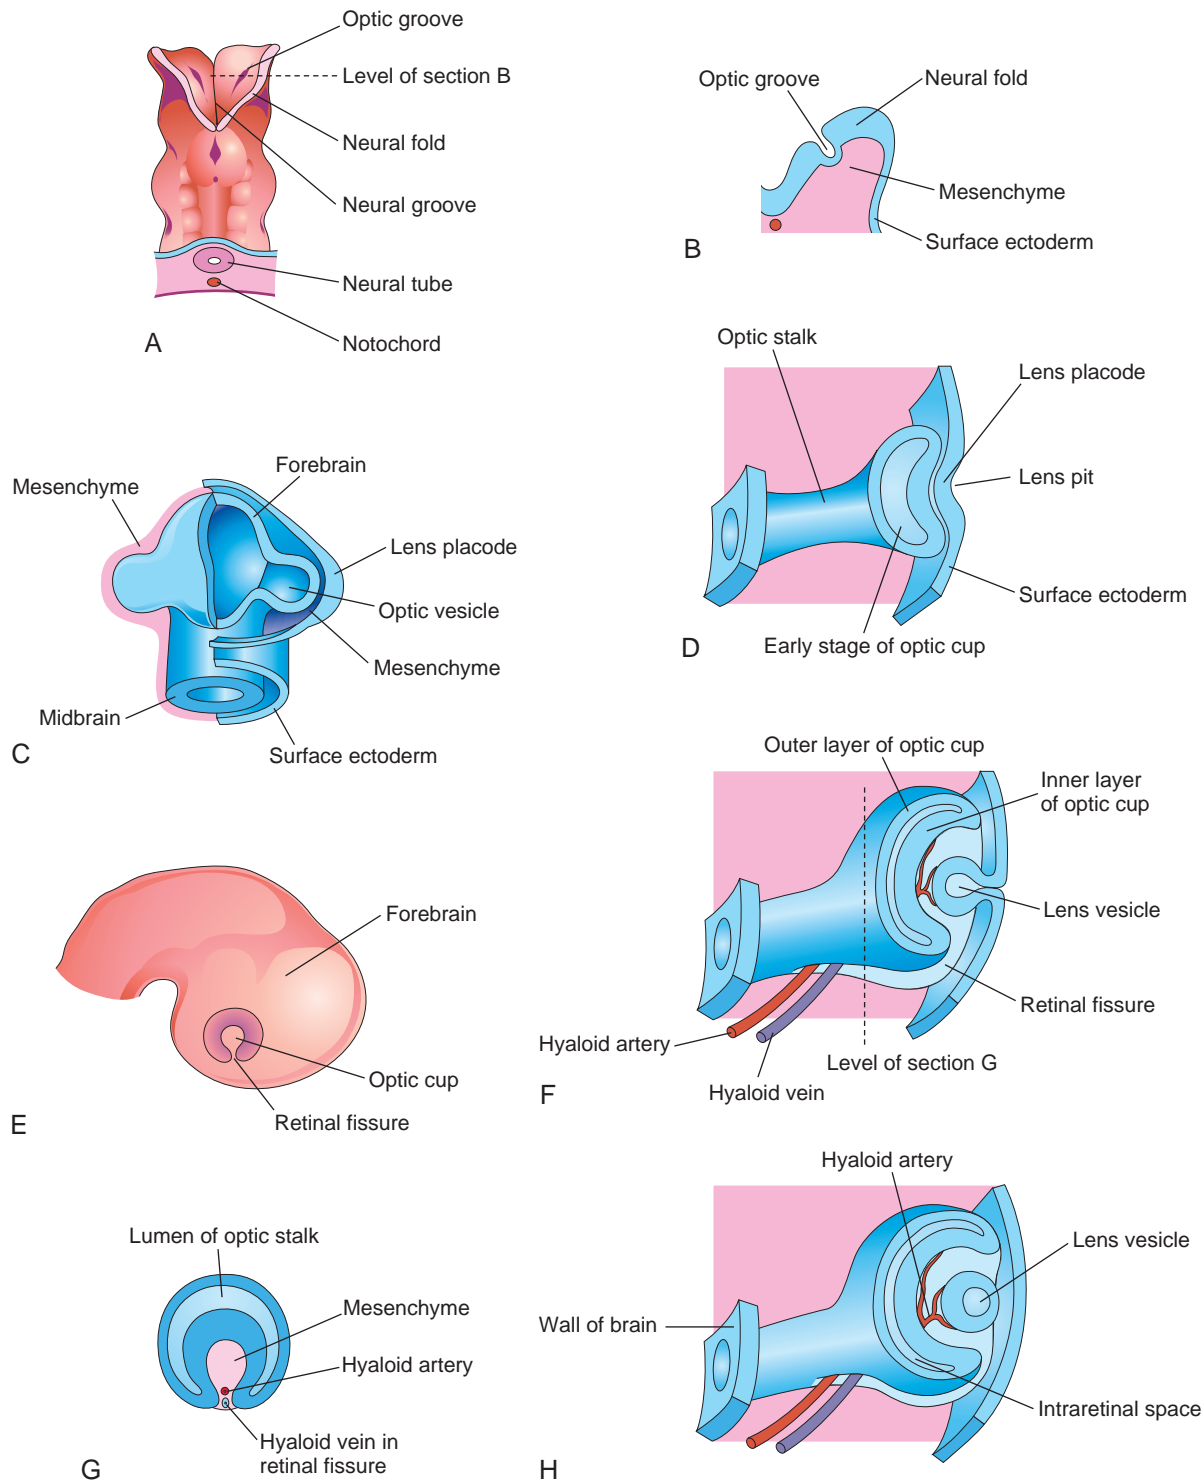 Optic groove
Level of section B
Neural fold
Neural groove
Neural tube
Notochord
A
Optic groove
Neural fold
Mesenchyme
Surface ectoderm
B
Mesenchyme
Forebrain
Lens placode
Optic vesicle
Mesenchyme
Midbrain
Surface ectoderm
C
Optic stalk
Lens placode
Lens pit
Surface ectoderm
Early stage of optic cup
D
Forebrain
Optic cup
Retinal fissure
E
Outer layer of optic cup
Inner layer
of optic cup
Lens vesicle
Retinal fissure
Hyaloid artery
Level of section G
Hyaloid vein
F
Lumen of optic stalk
Mesenchyme
Hyaloid artery
Hyaloid vein in
retinal fissure
G
Hyaloid artery
Lens vesicle
Wall of brain
Intraretinal space
H